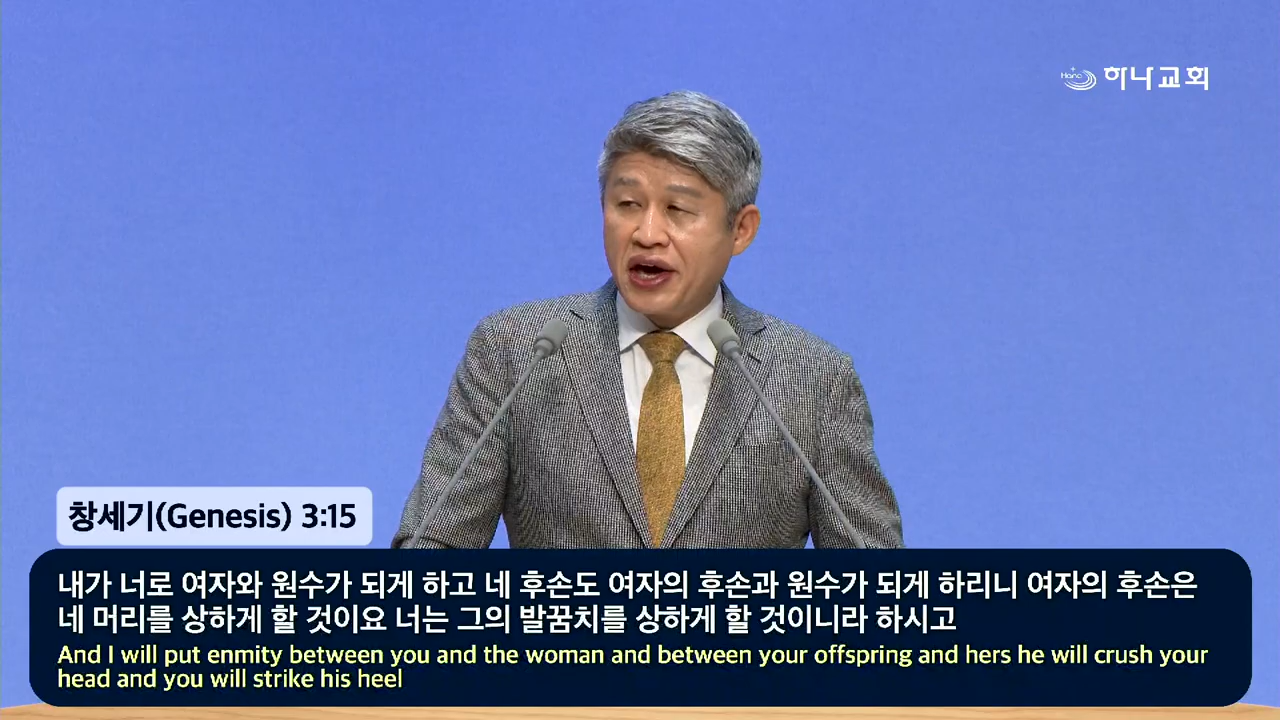 Hana 하나교회
창세기(Genesis) 3:15
내가 너로 여자와 원수가 되게 하고 네 후손도 여자의 후손과 원수가 되게 하리니 여자의 후손은
네 머리를 상하게 할 것이요 너는 그의 발꿈치를 상하게 할 것이니라 하시고
And I will put enmity between you and the woman and between your offspring and hers he will crush your
head and you will strike his heel